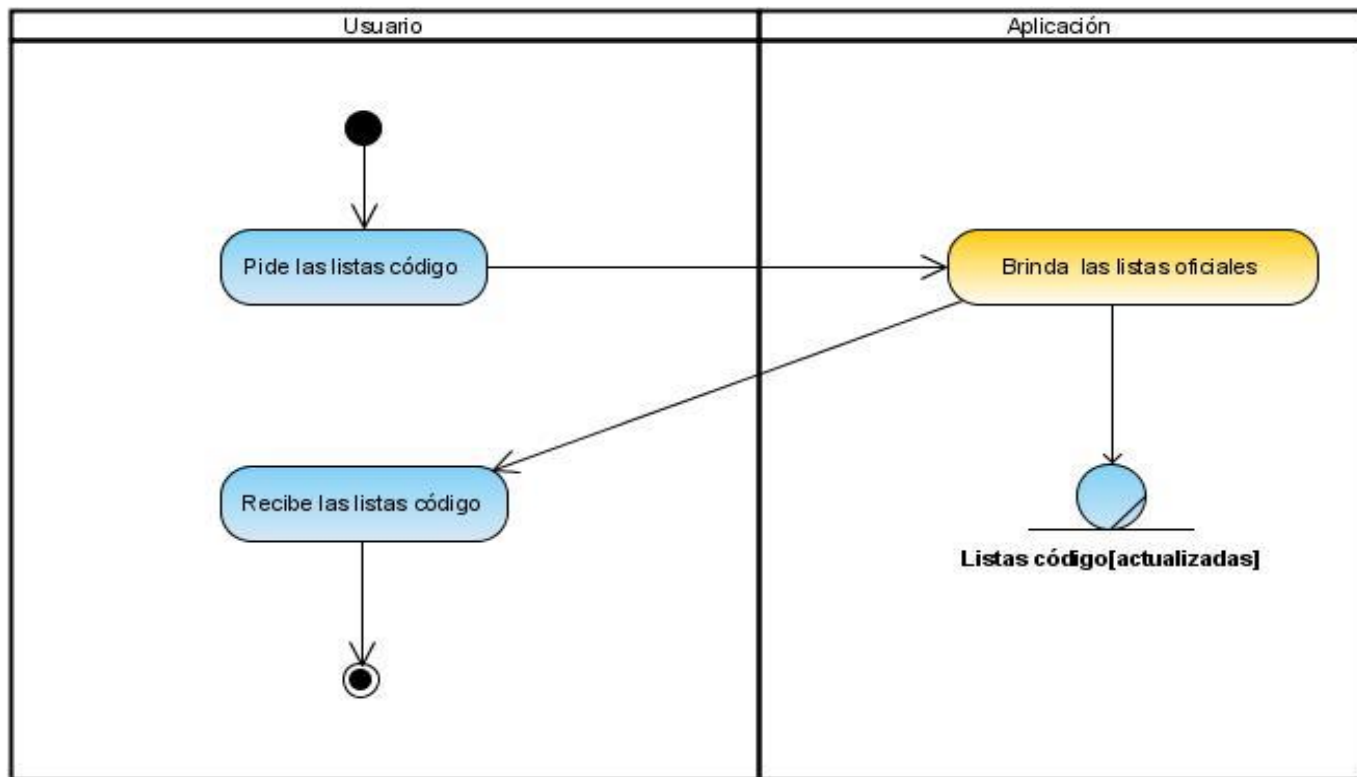 Usuario
Aplicación
Pide las listas código
Brinda las listas oficiales
Recibe las listas código
Listas código[actualizadas]